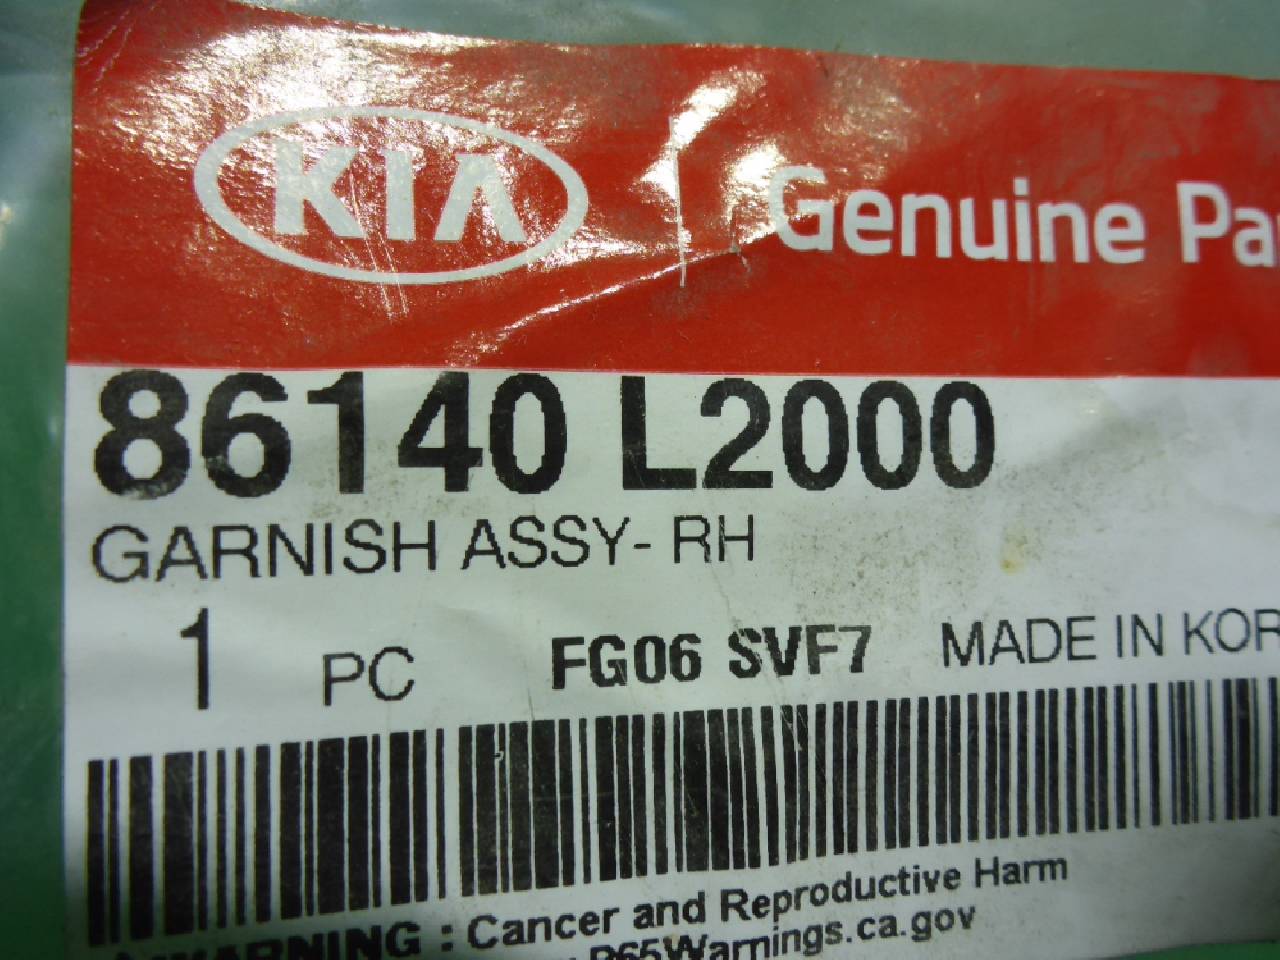 KIA Genuine Pa
86140 L2000
GARNISH ASSY- RH
1 PC FG06 SVF7 MADE IN KOR
WARNING : Cancer and Reproductive Harm
P65Warnings.ca.gov